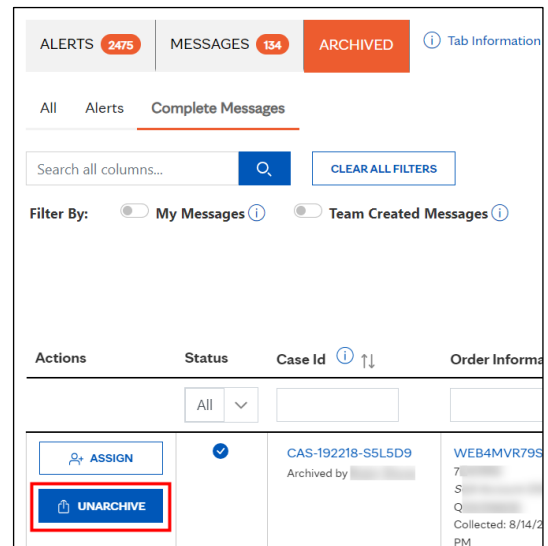 ALERTS 2475 MESSAGES 134 ARCHIVED Tab Information
All Alerts Complete Messages
Search all columns... CLEAR ALL FILTERS
Filter By: My Messages Team Created Messages
Actions Status Case Id Order Informa
All
ASSIGN CAS-192218-S5L5D9 WEB4MVR79S
Archived by 7
S
UNARCHIVE Q
Collected: 8/14/2
PM